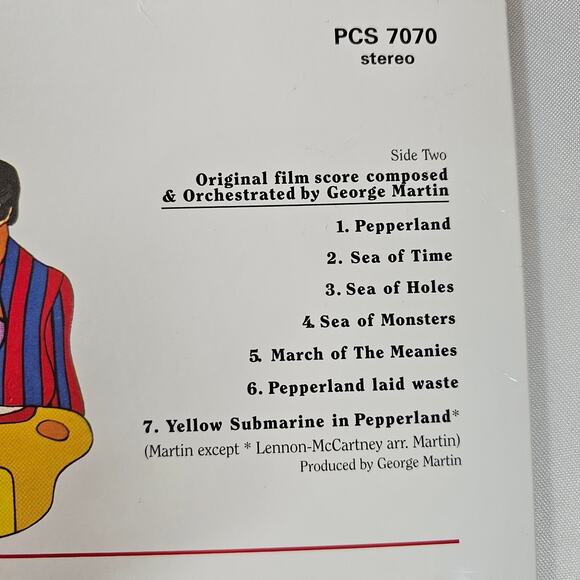 PCS 7070
stereo
Side Two
Original film score composed
& Orchestrated by George Martin
1. Pepperland
2. Sea of Time
3. Sea of Holes
4. Sea of Monsters
5. March of The Meanies
6. Pepperland laid waste
7. Yellow Submarine in Pepperland*
(Martin except * Lennon-McCartney arr. Martin)
Produced by George Martin